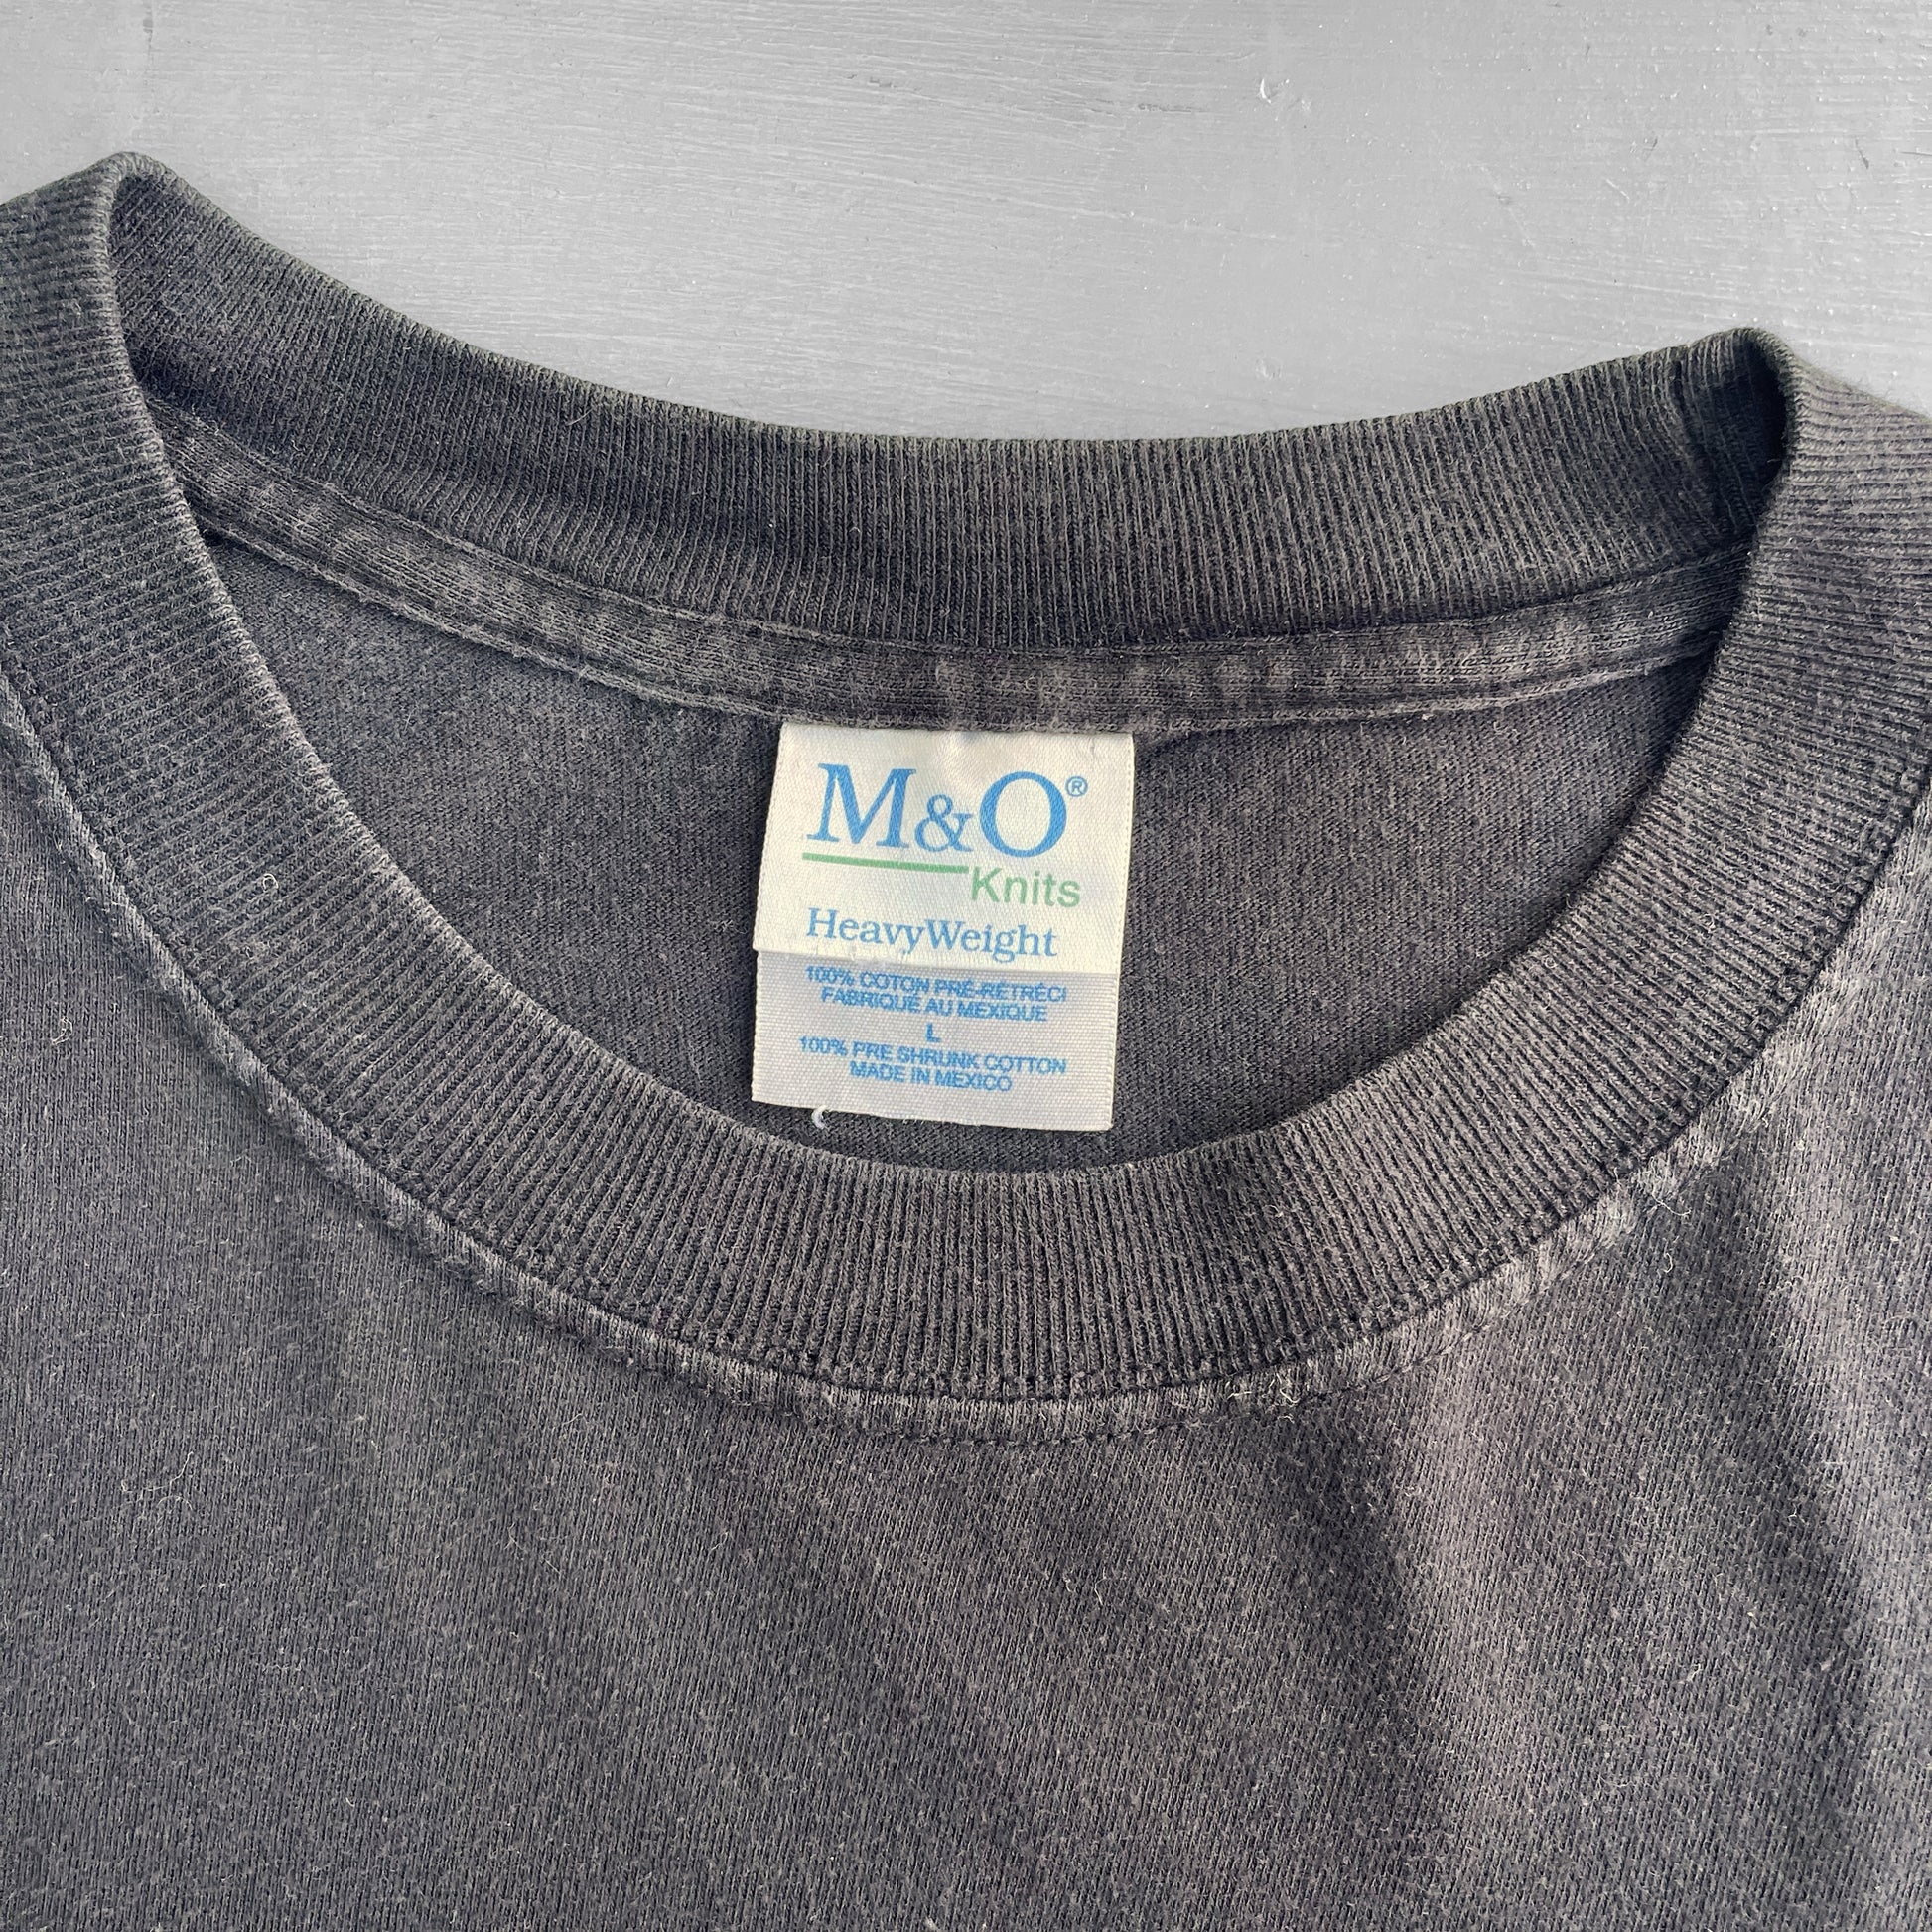 M&O®
Knits
HeavyWeight
100% COTON PRÉ-RÉTRÉCI
FABRIQUÉ AU MEXIQUE
L
100% PRE SHRUNK COTTON
MADE IN MEXICO